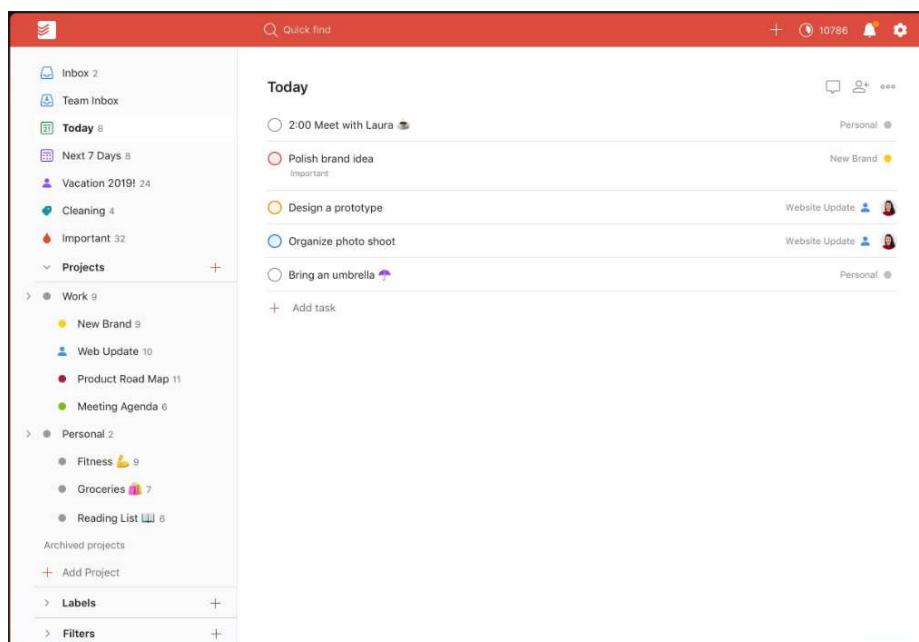 Quick find
10786
Inbox 2
Team Inbox
21 Today 8
Next 7 Days 8
Vacation 2019! 24
Cleaning 4
Important 32
Projects
Work 9
New Brand 9
Web Update 10
Product Road Map 11
Meeting Agenda 6
Personal 2
Fitness 💪 9
Groceries 🛍️ 7
Reading List 📖 6
Archived projects
+ Add Project
Labels
Filters
Today
2:00 Meet with Laura ☕ Personal
Polish brand idea New Brand
Important
Design a prototype Website Update
Organize photo shoot Website Update
Bring an umbrella ☂️ Personal
+ Add task